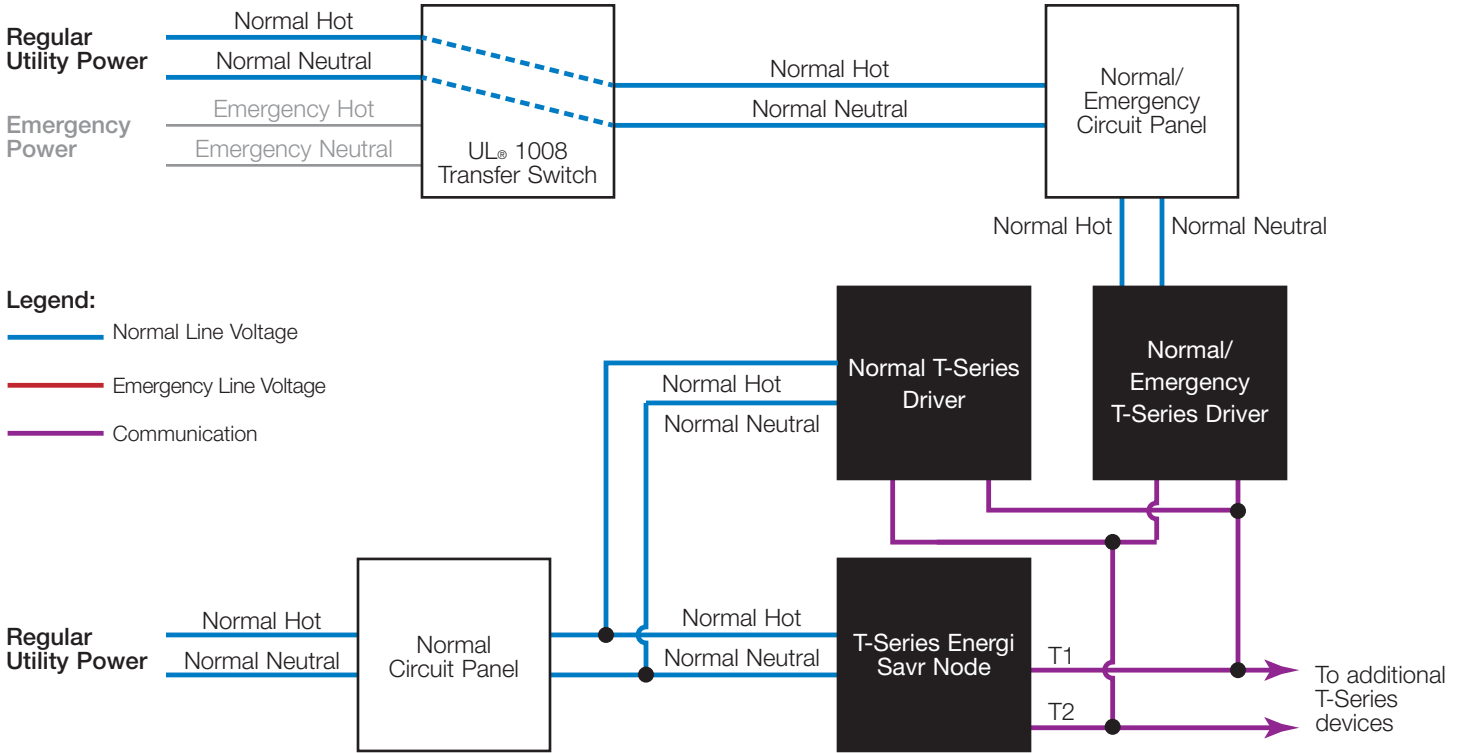 Regular
Utility Power
Normal Hot
Normal Neutral
Emergency
Power
Emergency Hot
Emergency Neutral
UL® 1008
Transfer Switch
Normal Hot
Normal Neutral
Normal/
Emergency
Circuit Panel
Normal Hot
Normal Neutral
Legend:
Normal Line Voltage
Emergency Line Voltage
Communication
Normal Hot
Normal Neutral
Normal T-Series
Driver
Normal/
Emergency
T-Series Driver
Regular
Utility Power
Normal Hot
Normal Neutral
Normal
Circuit Panel
Normal Hot
Normal Neutral
T-Series Energi
Savr Node
T1
T2
To additional
T-Series
devices